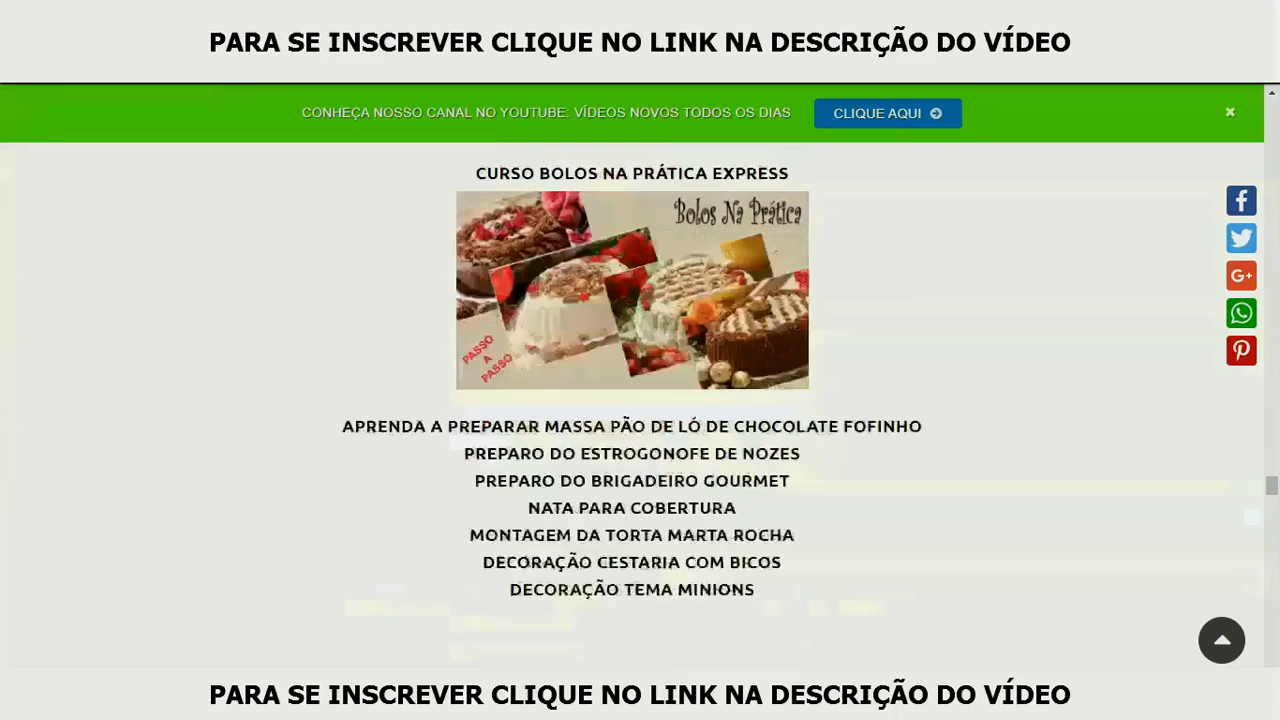 PARA SE INSCREVER CLIQUE NO LINK NA DESCRIÇÃO DO VÍDEO
CONHEÇA NOSSO CANAL NO YOUTUBE: VÍDEOS NOVOS TODOS OS DIAS
CLIQUE AQUI
CURSO BOLOS NA PRÁTICA EXPRESS
Bolos Na Prática
PASSO
A
PASSO
APRENDA A PREPARAR MASSA PÃO DE LÓ DE CHOCOLATE FOFINHO
PREPARO DO ESTROGONOFE DE NOZES
PREPARO DO BRIGADEIRO GOURMET
NATA PARA COBERTURA
MONTAGEM DA TORTA MARTA ROCHA
DECORAÇÃO CESTARIA COM BICOS
DECORAÇÃO TEMA MINIONS
PARA SE INSCREVER CLIQUE NO LINK NA DESCRIÇÃO DO VÍDEO